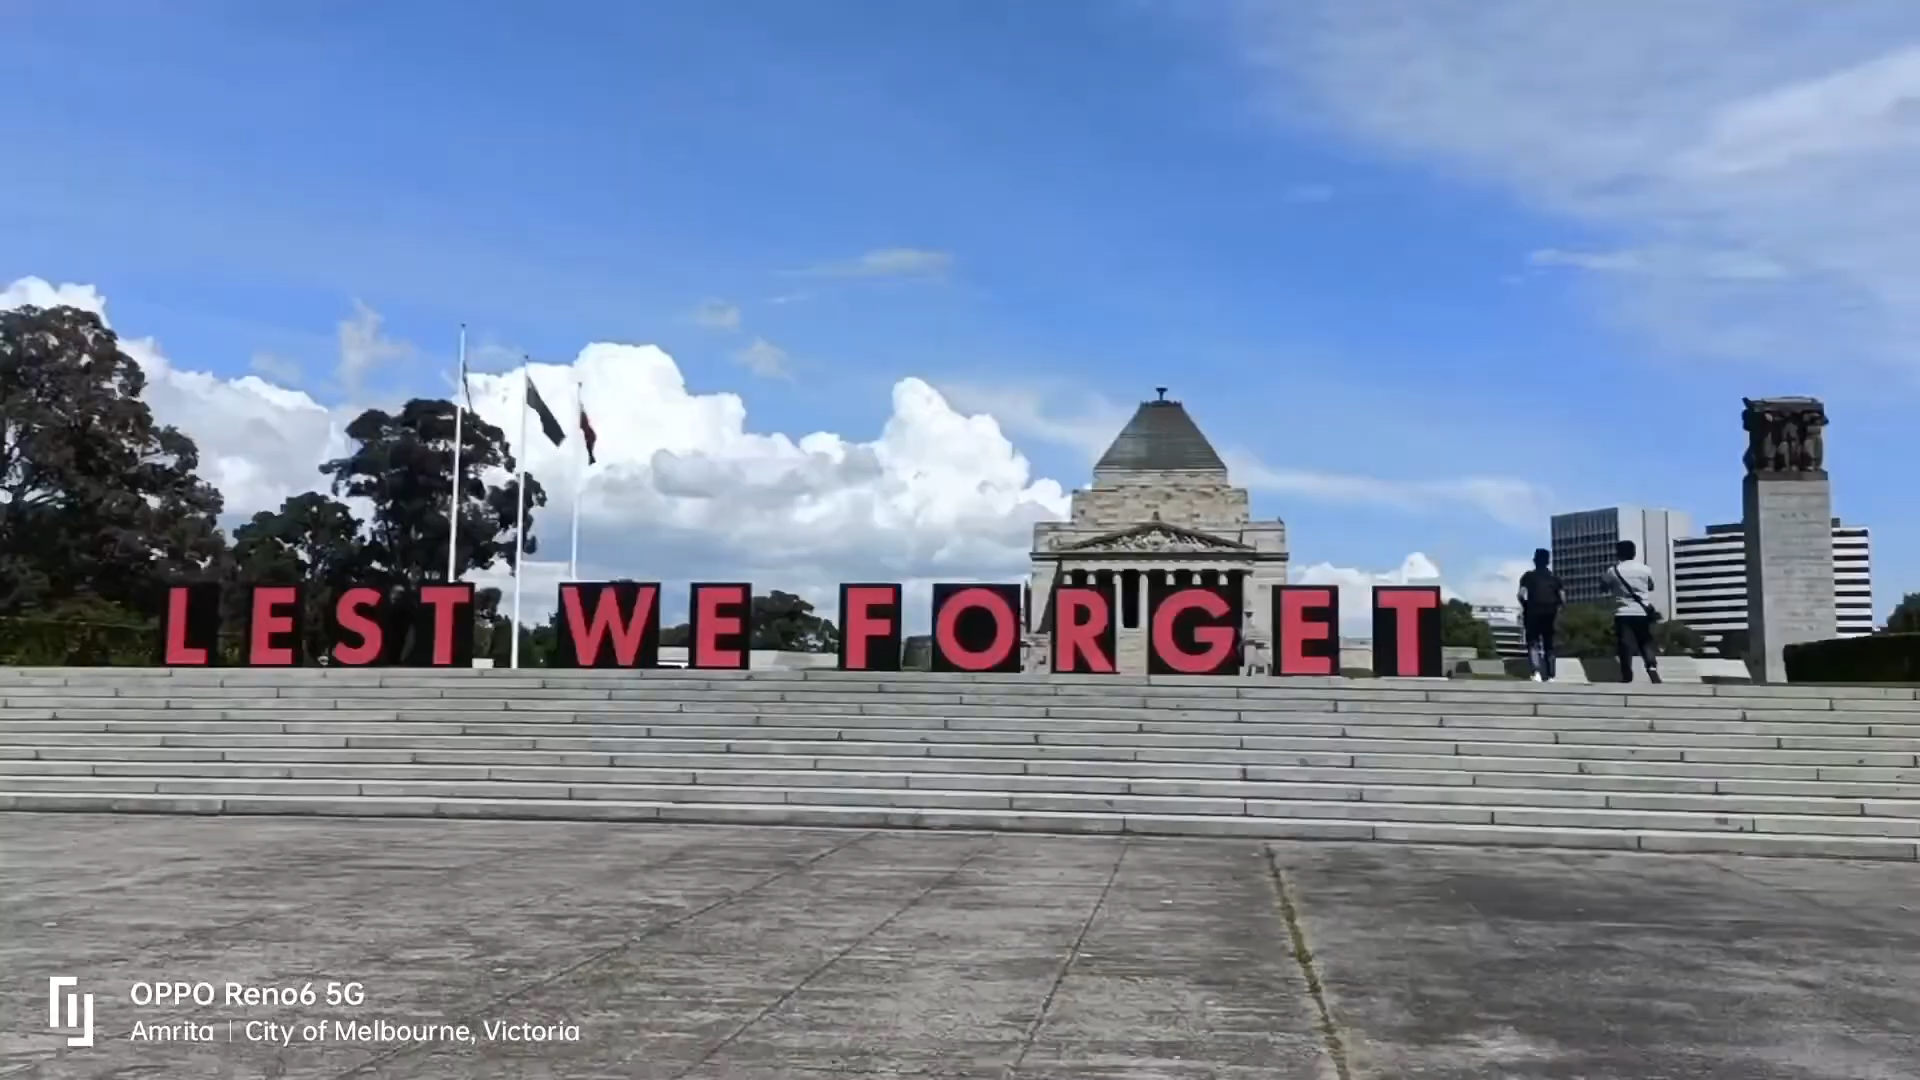 LEST WE FORGET
OPPO Reno6 5G
Amrita | City of Melbourne, Victoria